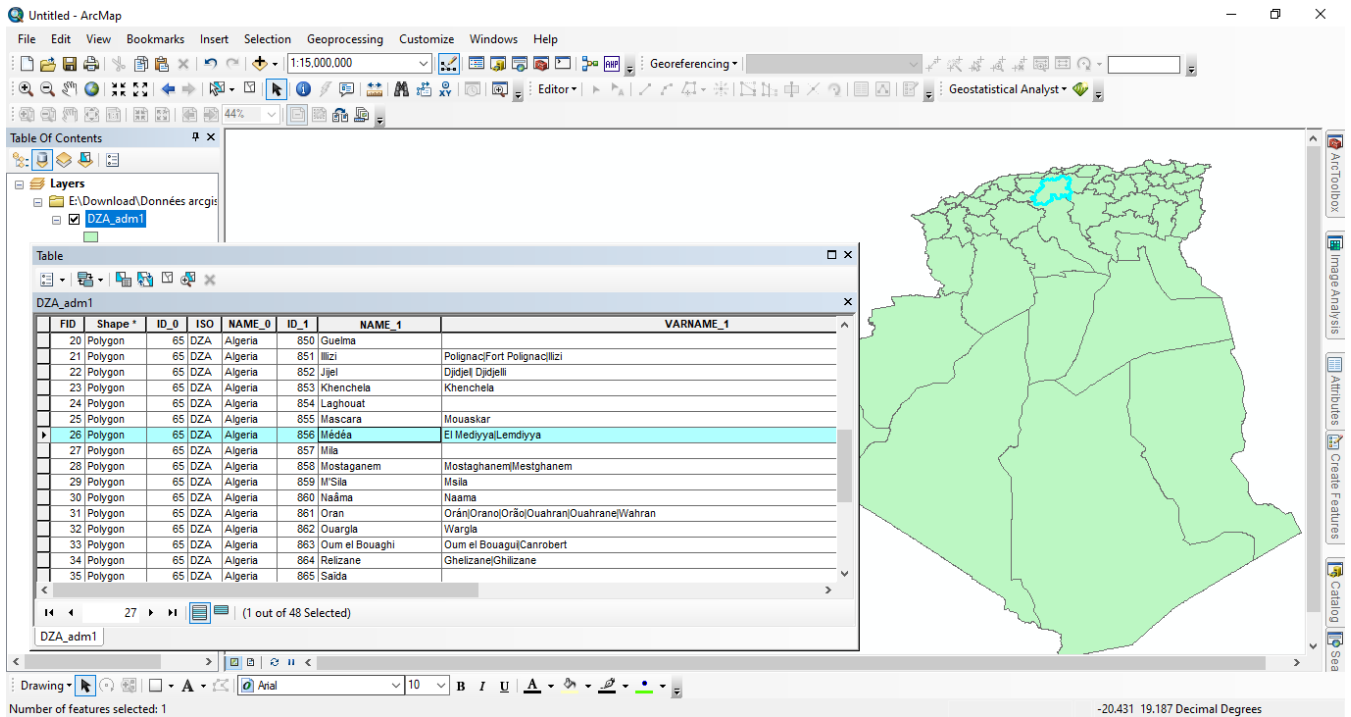 Untitled - ArcMap
File Edit View Bookmarks Insert Selection Geoprocessing Customize Windows Help
1:15,000,000 AHP Georeferencing
Editor Geostatistical Analyst
44%
Table Of Contents
Layers
E:\Download\Données arcgis
DZA_adm1
Table
DZA_adm1
FID Shape * ID_0 ISO NAME_0 ID_1 NAME_1 VARNAME_1
20 Polygon 65 DZA Algeria 850 Guelma
21 Polygon 65 DZA Algeria 851 Illizi Polignac|Fort Polignac|Ilizi
22 Polygon 65 DZA Algeria 852 Jijel Djidjel| Djidjelli
23 Polygon 65 DZA Algeria 853 Khenchela Khenchela
24 Polygon 65 DZA Algeria 854 Laghouat
25 Polygon 65 DZA Algeria 855 Mascara Mouaskar
26 Polygon 65 DZA Algeria 856 Médéa El Mediyya|Lemdiyya
27 Polygon 65 DZA Algeria 857 Mila
28 Polygon 65 DZA Algeria 858 Mostaganem Mostaghanem|Mestghanem
29 Polygon 65 DZA Algeria 859 M'Sila Msila
30 Polygon 65 DZA Algeria 860 Naâma Naama
31 Polygon 65 DZA Algeria 861 Oran Orán|Orano|Orão|Ouahran|Ouahrane|Wahran
32 Polygon 65 DZA Algeria 862 Ouargla Wargla
33 Polygon 65 DZA Algeria 863 Oum el Bouaghi Oum el Bouagui|Canrobert
34 Polygon 65 DZA Algeria 864 Relizane Ghelizane|Ghilizane
35 Polygon 65 DZA Algeria 865 Saïda
27 (1 out of 48 Selected)
DZA_adm1
ArcToolbox
Image Analysis
Attributes
Create Features
Catalog
Sea
Drawing A Arial 10 B I U A
Number of features selected: 1
-20.431 19.187 Decimal Degrees